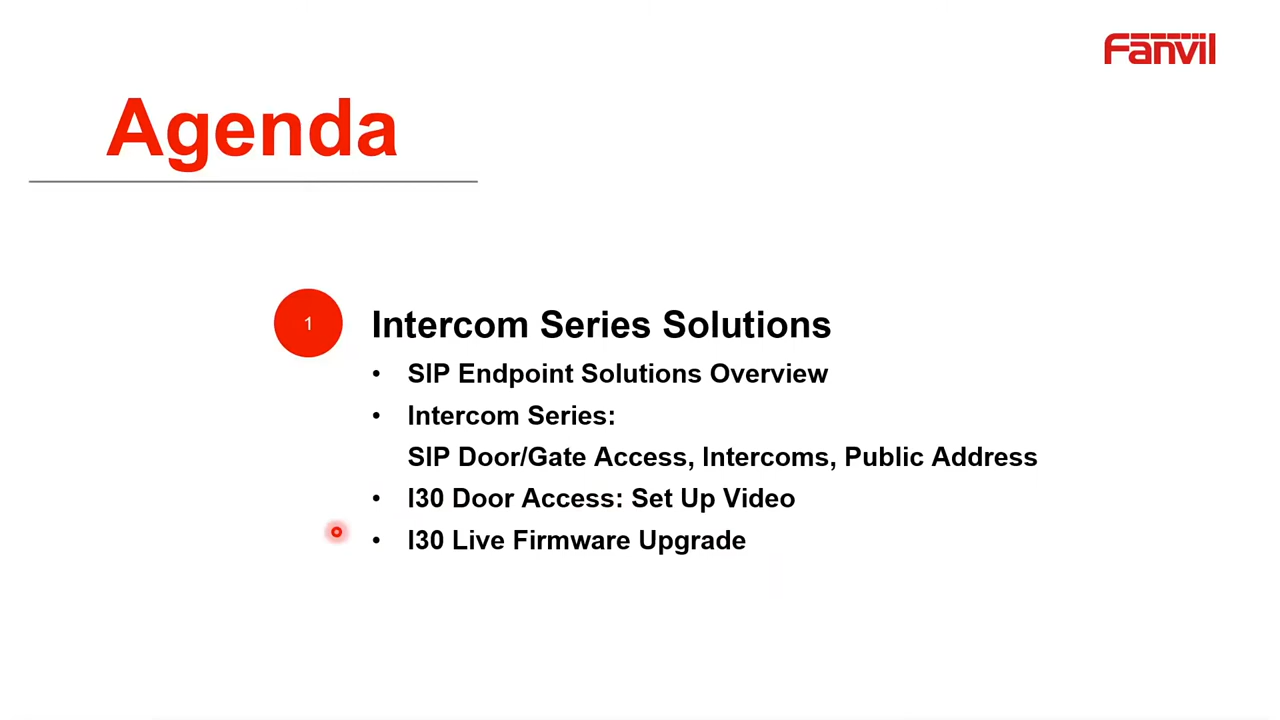 Fanvil
Agenda
1
Intercom Series Solutions
• SIP Endpoint Solutions Overview
• Intercom Series:
SIP Door/Gate Access, Intercoms, Public Address
• I30 Door Access: Set Up Video
• I30 Live Firmware Upgrade